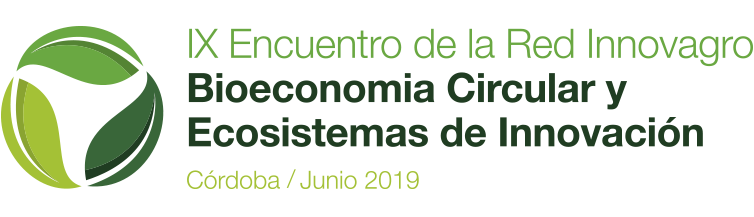 IX Encuentro de la Red Innovagro
Bioeconomia Circular y
Ecosistemas de Innovación
Córdoba / Junio 2019